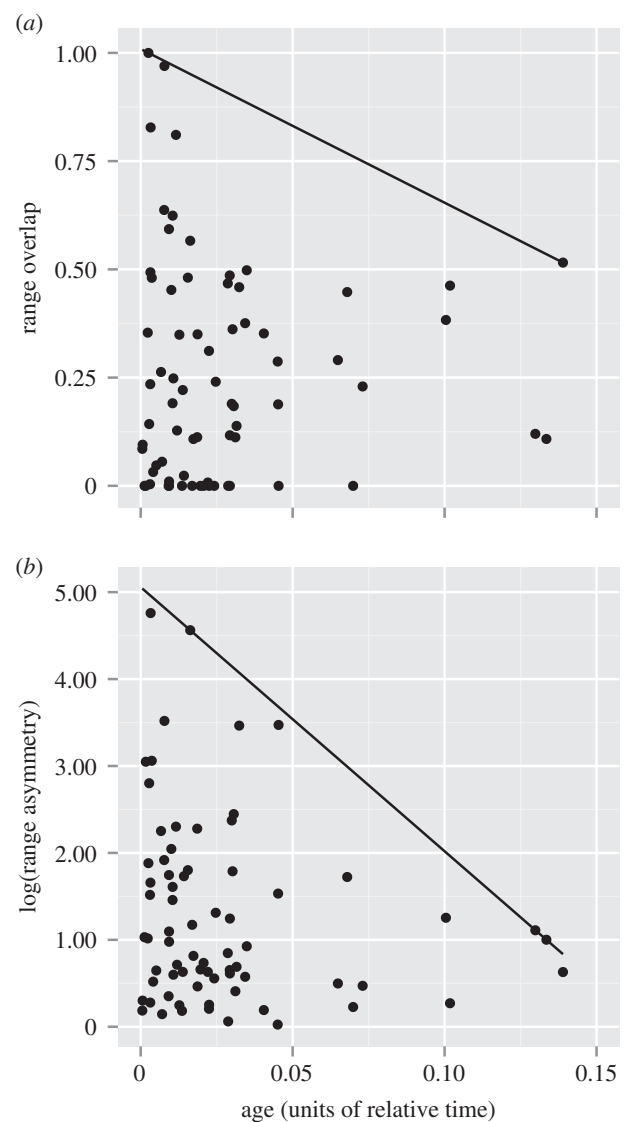 (a)
1.00
0.75
0.50
0.25
0
range overlap
(b)
5.00
4.00
3.00
2.00
1.00
0
log(range asymmetry)
0 0.05 0.10 0.15
age (units of relative time)